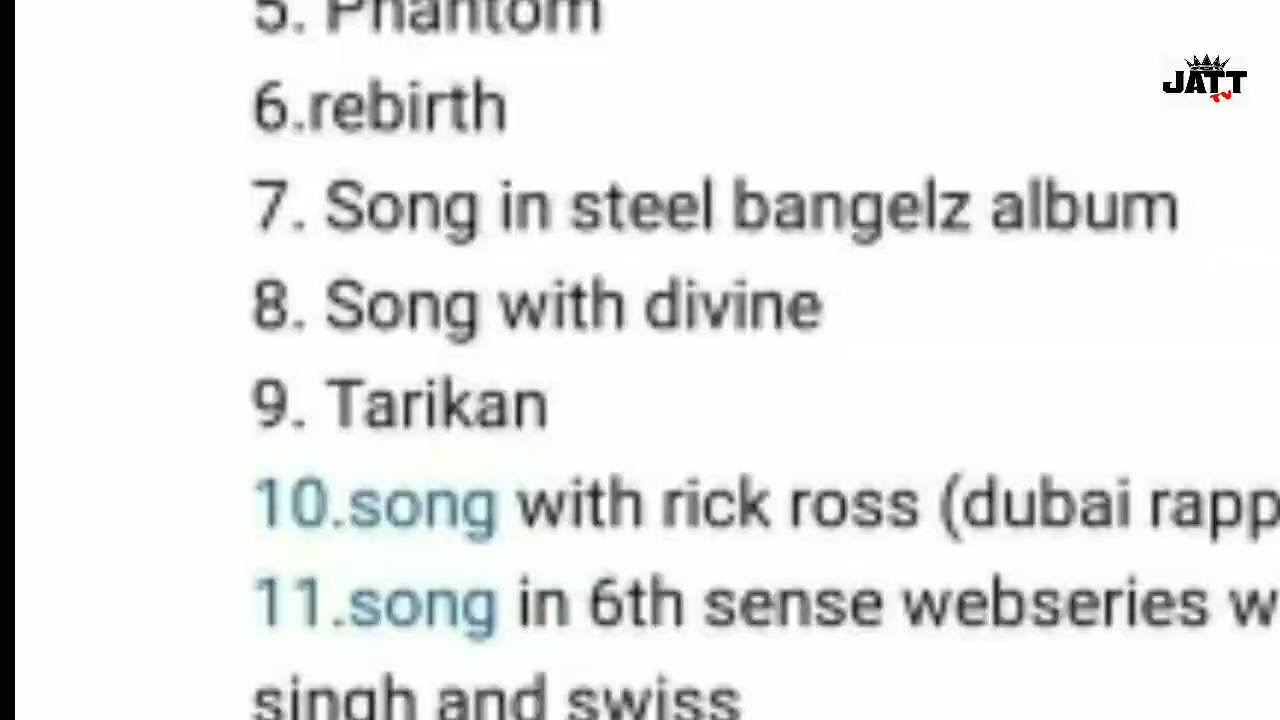 5. Phantom
JATT
TV
6.rebirth
7. Song in steel bangelz album
8. Song with divine
9. Tarikan
10.song with rick ross (dubai rapp
11.song in 6th sense webseries w
singh and swiss